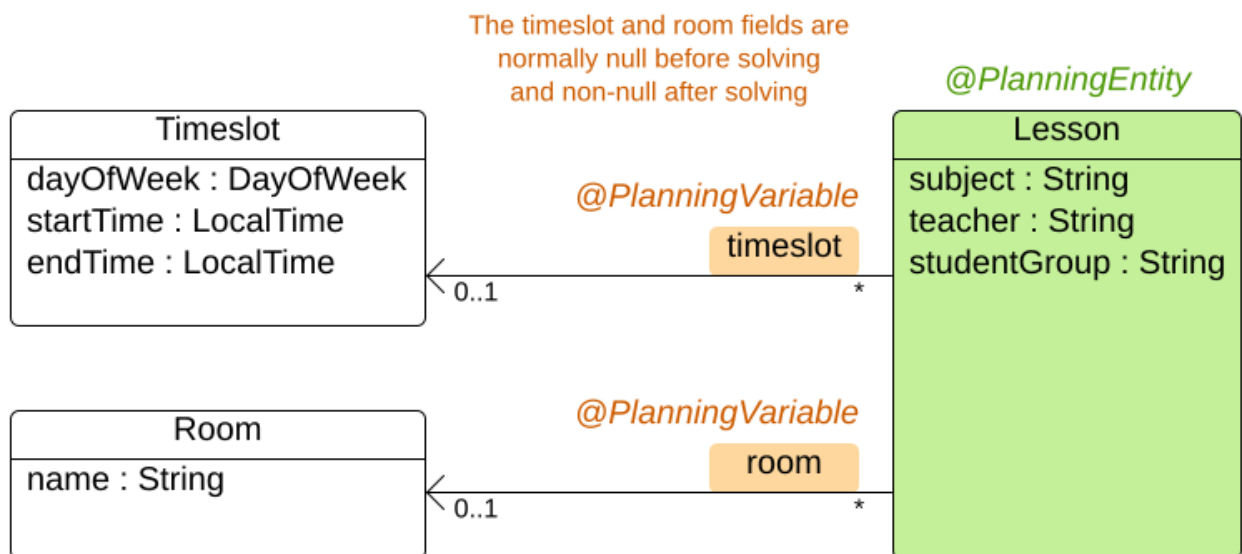 The timeslot and room fields are
normally null before solving
and non-null after solving
@PlanningEntity
Timeslot
dayOfWeek : DayOfWeek
startTime : LocalTime
endTime : LocalTime
@PlanningVariable
timeslot
0..1
*
Lesson
subject : String
teacher : String
studentGroup : String
Room
name : String
@PlanningVariable
room
0..1
*